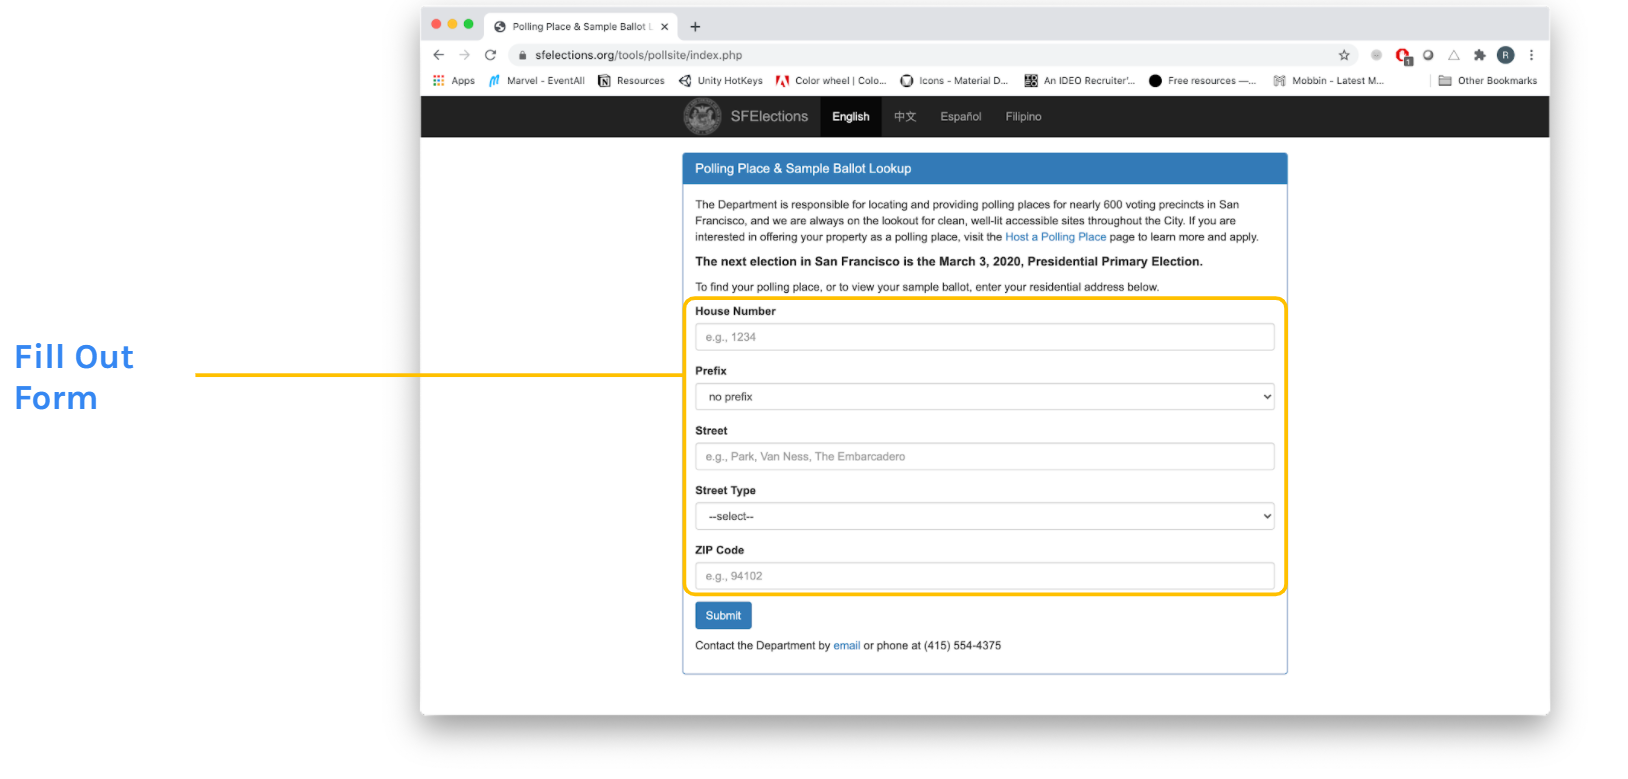 Polling Place & Sample Ballot L
sfelections.org/tools/pollsite/index.php
R
1
Apps
Marvel - EventAll
Resources
Unity HotKeys
Color wheel | Colo...
Icons - Material D...
An IDEO Recruiter'...
Free resources —...
Mobbin - Latest M...
Other Bookmarks
SFElections
English
中文
Español
Filipino
Polling Place & Sample Ballot Lookup
The Department is responsible for locating and providing polling places for nearly 600 voting precincts in San
Francisco, and we are always on the lookout for clean, well-lit accessible sites throughout the City. If you are
interested in offering your property as a polling place, visit the Host a Polling Place page to learn more and apply.
The next election in San Francisco is the March 3, 2020, Presidential Primary Election.
To find your polling place, or to view your sample ballot, enter your residential address below.
House Number
e.g., 1234
Fill Out
Form
Prefix
no prefix
Street
e.g., Park, Van Ness, The Embarcadero
Street Type
--select--
ZIP Code
e.g., 94102
Submit
Contact the Department by email or phone at (415) 554-4375